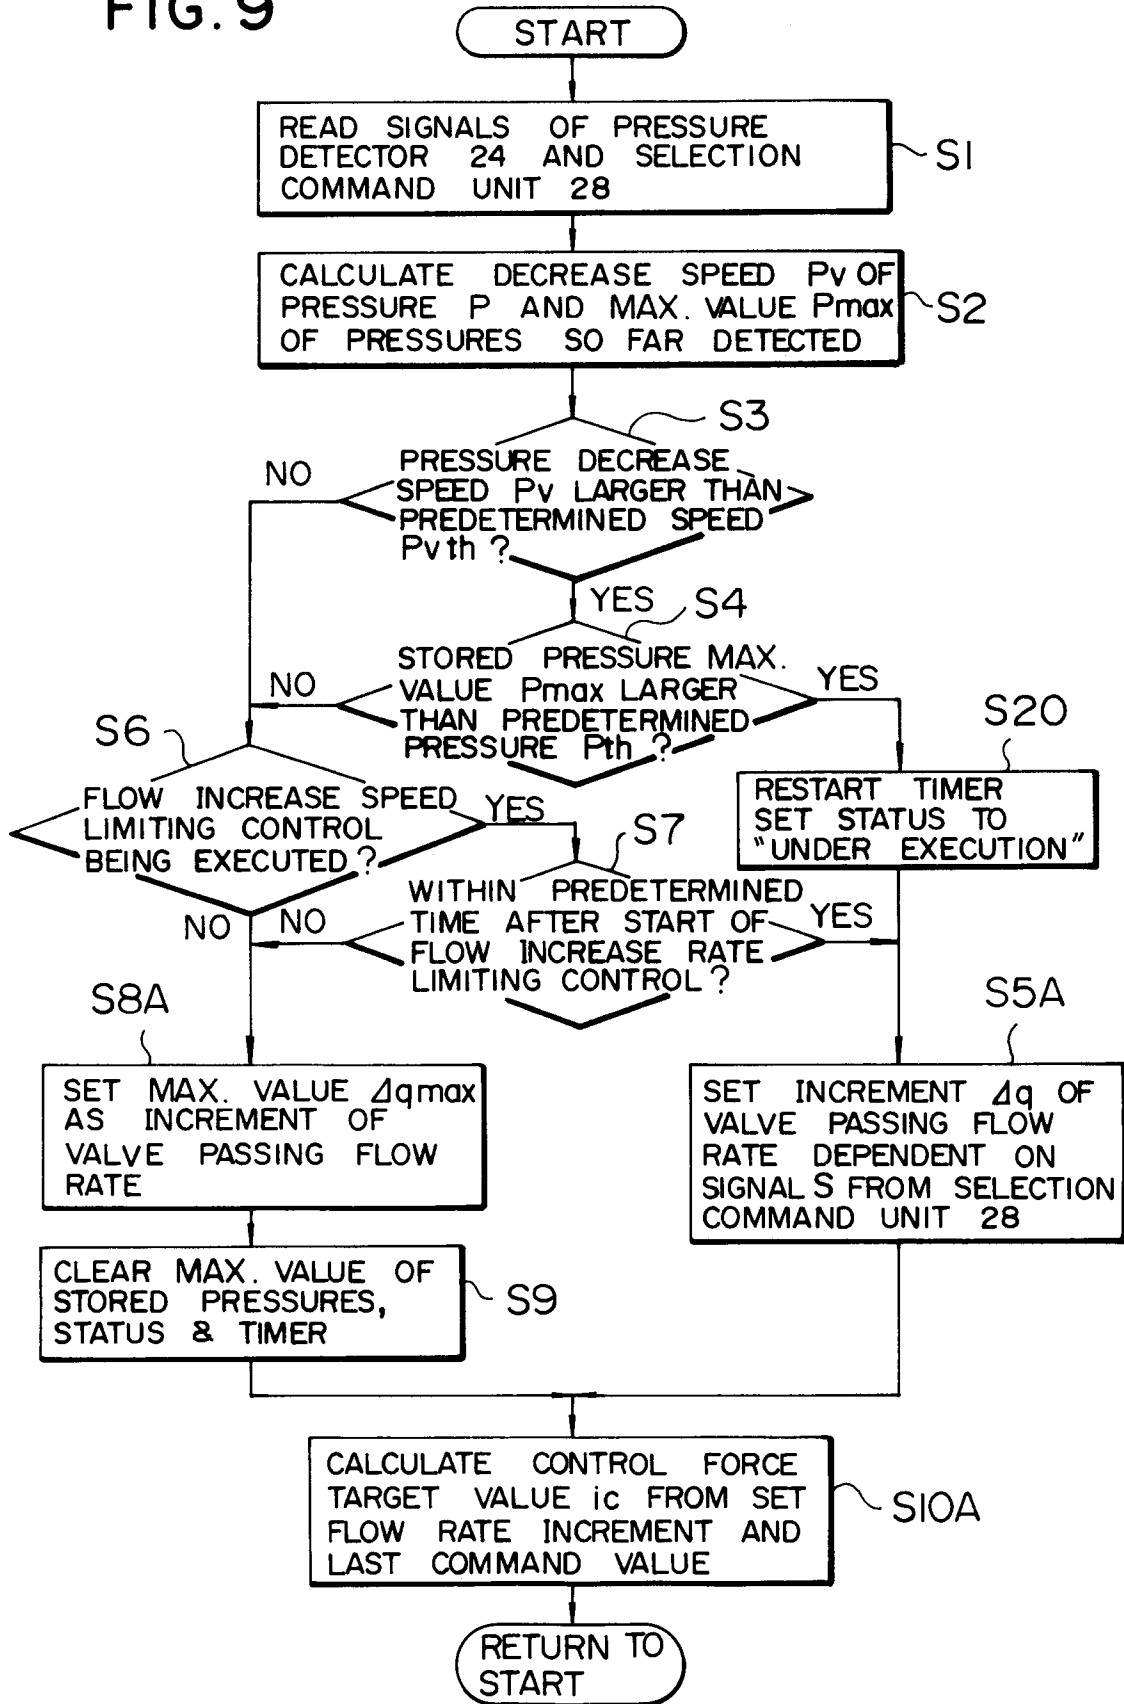 FIG. 9
START
READ SIGNALS OF PRESSURE
DETECTOR 24 AND SELECTION
COMMAND UNIT 28
S1
CALCULATE DECREASE SPEED Pv OF
PRESSURE P AND MAX. VALUE Pmax
OF PRESSURES SO FAR DETECTED
S2
S3
PRESSURE DECREASE
SPEED Pv LARGER THAN
PREDETERMINED SPEED
Pvth ?
NO
YES
S4
STORED PRESSURE MAX.
VALUE Pmax LARGER
THAN PREDETERMINED
PRESSURE Pth ?
NO
YES
S20
RESTART TIMER
SET STATUS TO
"UNDER EXECUTION"
S6
FLOW INCREASE SPEED
LIMITING CONTROL
BEING EXECUTED ?
YES
NO
S7
WITHIN PREDETERMINED
TIME AFTER START OF
FLOW INCREASE RATE
LIMITING CONTROL ?
NO
YES
S8A
SET MAX. VALUE Δqmax
AS INCREMENT OF
VALVE PASSING FLOW
RATE
S5A
SET INCREMENT Δq OF
VALVE PASSING FLOW
RATE DEPENDENT ON
SIGNAL S FROM SELECTION
COMMAND UNIT 28
CLEAR MAX. VALUE OF
STORED PRESSURES,
STATUS & TIMER
S9
CALCULATE CONTROL FORCE
TARGET VALUE ic FROM SET
FLOW RATE INCREMENT AND
LAST COMMAND VALUE
S10A
RETURN TO
START